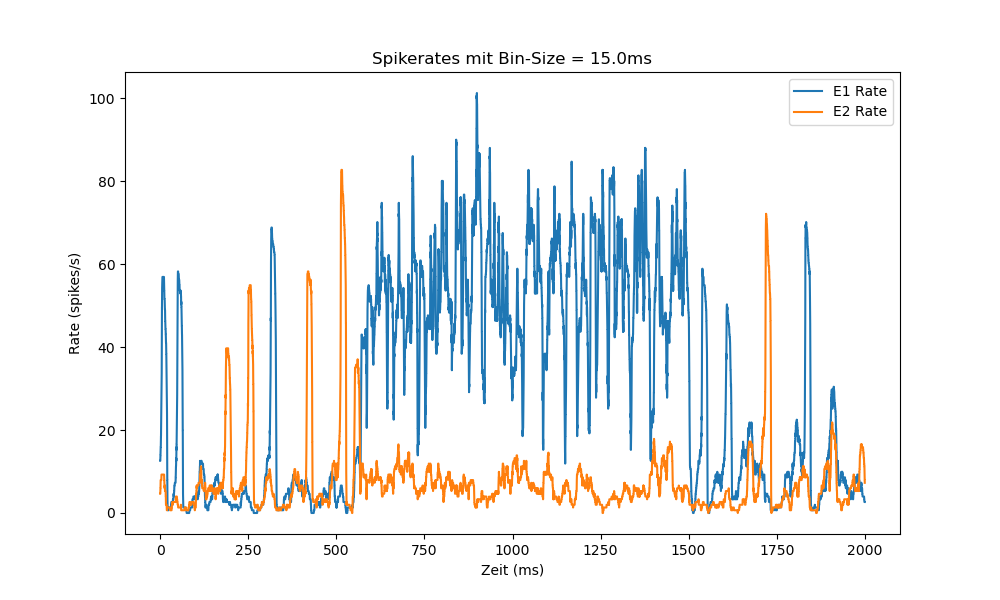 Spikerates mit Bin-Size = 15.0ms
E1 Rate
E2 Rate
100
80
60
40
20
0
Rate (spikes/s)
0 250 500 750 1000 1250 1500 1750 2000
Zeit (ms)